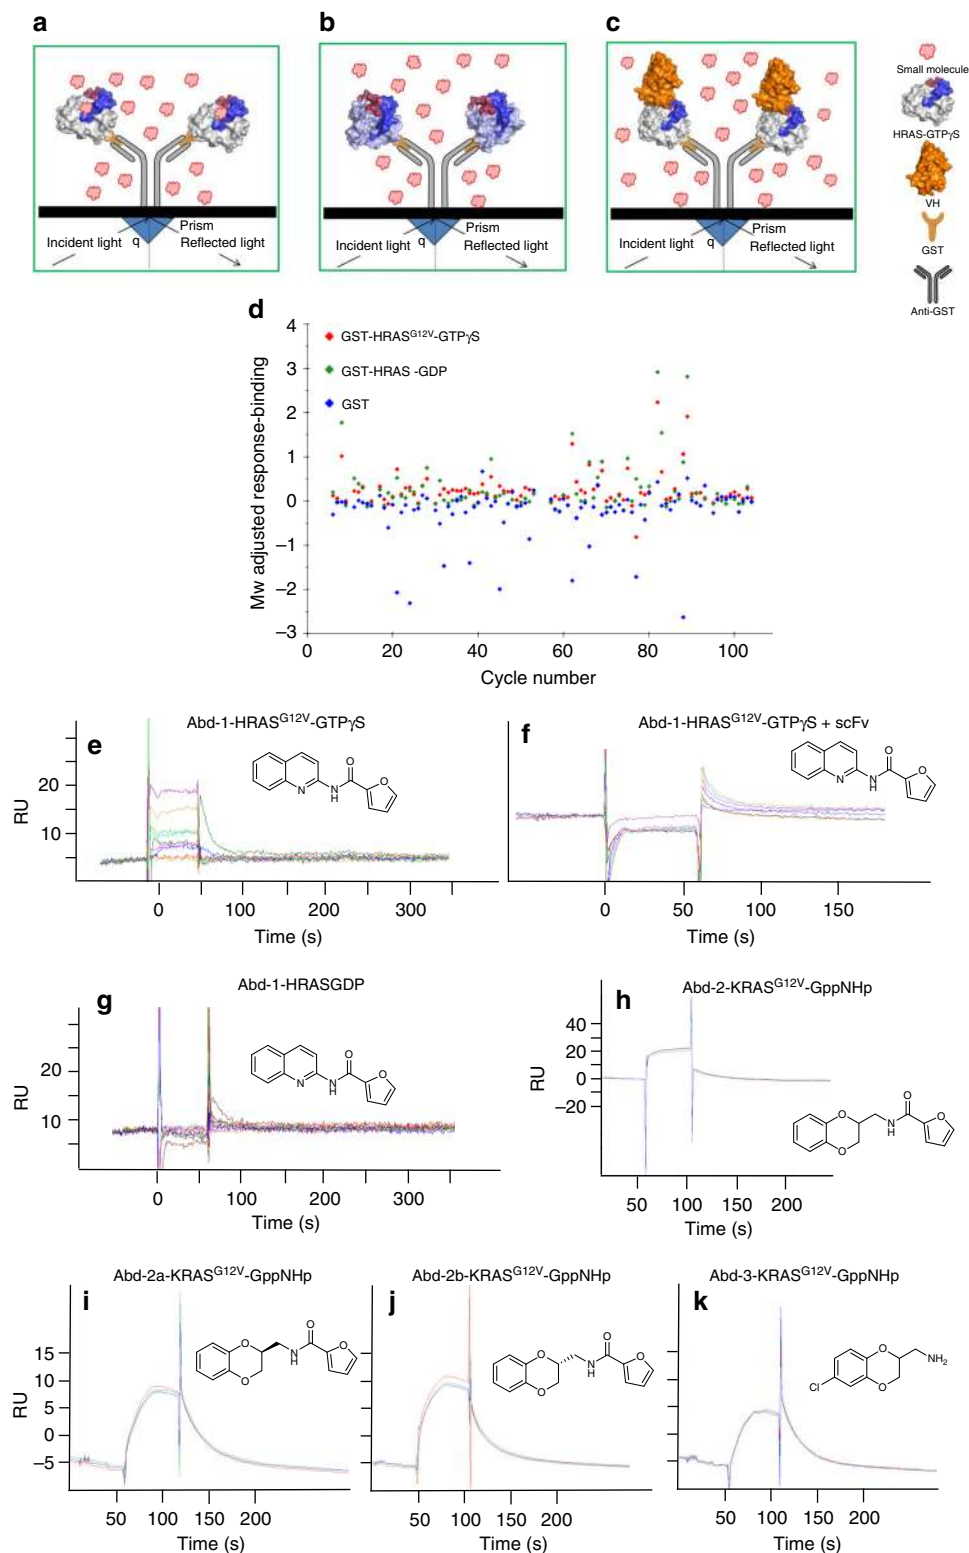 a
b
c
Incident light
q
Prism
Reflected light
Incident light
q
Prism
Reflected light
Incident light
q
Prism
Reflected light
Small molecule
HRAS-GTPγS
VH
GST
Anti-GST
d
Mw adjusted response-binding
4
3
2
1
0
–1
–2
–3
GST-HRASG12V-GTPγS
GST-HRAS -GDP
GST
0 20 40 60 80 100
Cycle number
e
Abd-1-HRASG12V-GTPγS
RU
20
10
N
N
H
O
O
0 100 200 300
Time (s)
f
Abd-1-HRASG12V-GTPγS + scFv
N
NH
O
O
0 50 100 150
Time (s)
g
Abd-1-HRASGDP
RU
20
10
N
N
H
O
O
0 100 200 300
Time (s)
h
Abd-2-KRASG12V-GppNHp
RU
40
20
0
–20
O
O
N
H
O
O
50 100 150 200
Time (s)
i
Abd-2a-KRASG12V-GppNHp
RU
15
10
5
0
–5
O
O
N
H
O
O
50 100 150 200
Time (s)
j
Abd-2b-KRASG12V-GppNHp
O
O
N
H
O
O
50 100 150 200
Time (s)
k
Abd-3-KRASG12V-GppNHp
Cl
O
O
NH2
50 100 150 200
Time (s)